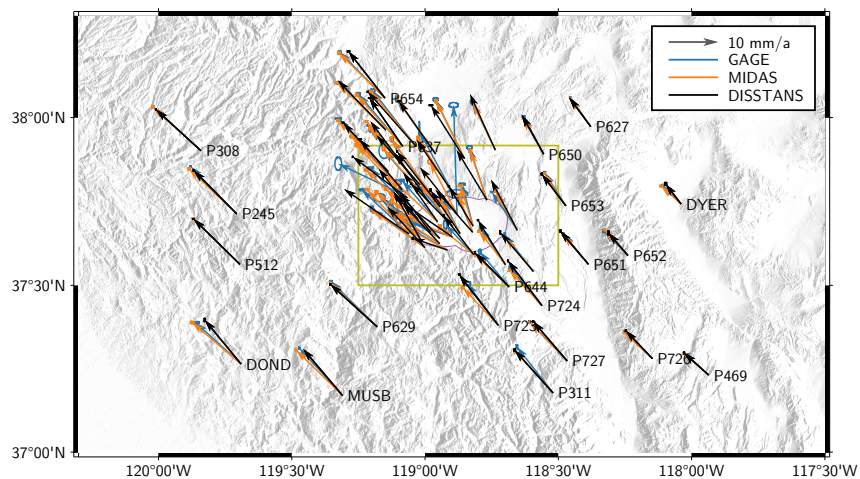 10 mm/a
GAGE
MIDAS
DISSTANS
38°00'N
37°30'N
37°00'N
P654
P627
P308
P637
P650
P245
P653
DYER
P512
P652
P651
P644
P724
P629
P723
DOND
P727
P726
P469
MUSB
P311
120°00'W
119°30'W
119°00'W
118°30'W
118°00'W
117°30'W